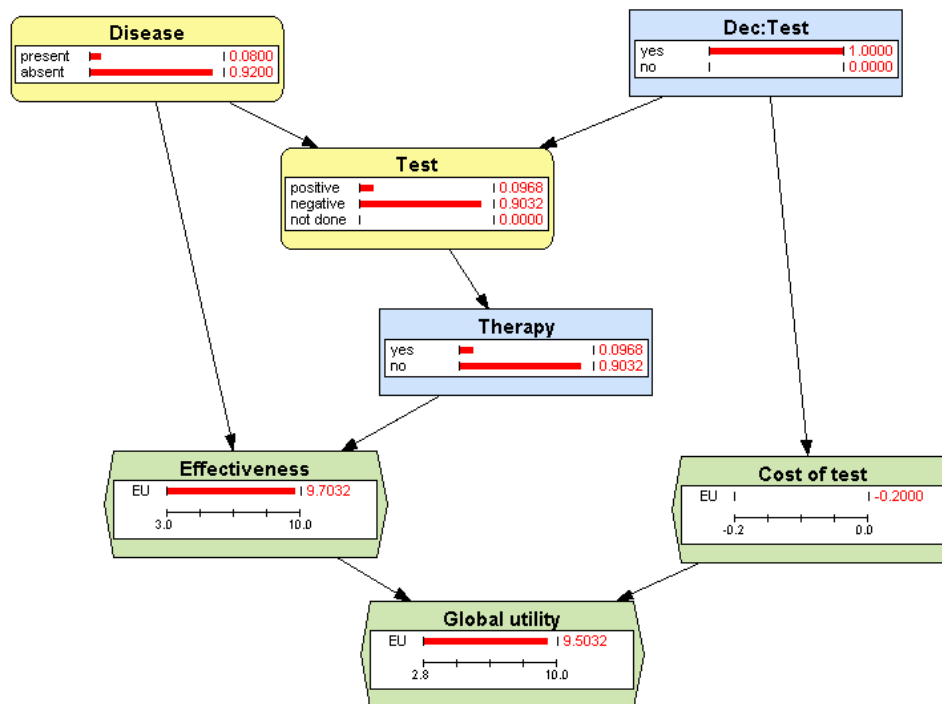 Disease
present 0.0800
absent 0.9200
Dec:Test
yes 1.0000
no 0.0000
Test
positive 0.0968
negative 0.9032
not done 0.0000
Therapy
yes 0.0968
no 0.9032
Effectiveness
EU 9.7032
3.0 10.0
Cost of test
EU -0.2000
-0.2 0.0
Global utility
EU 9.5032
2.8 10.0